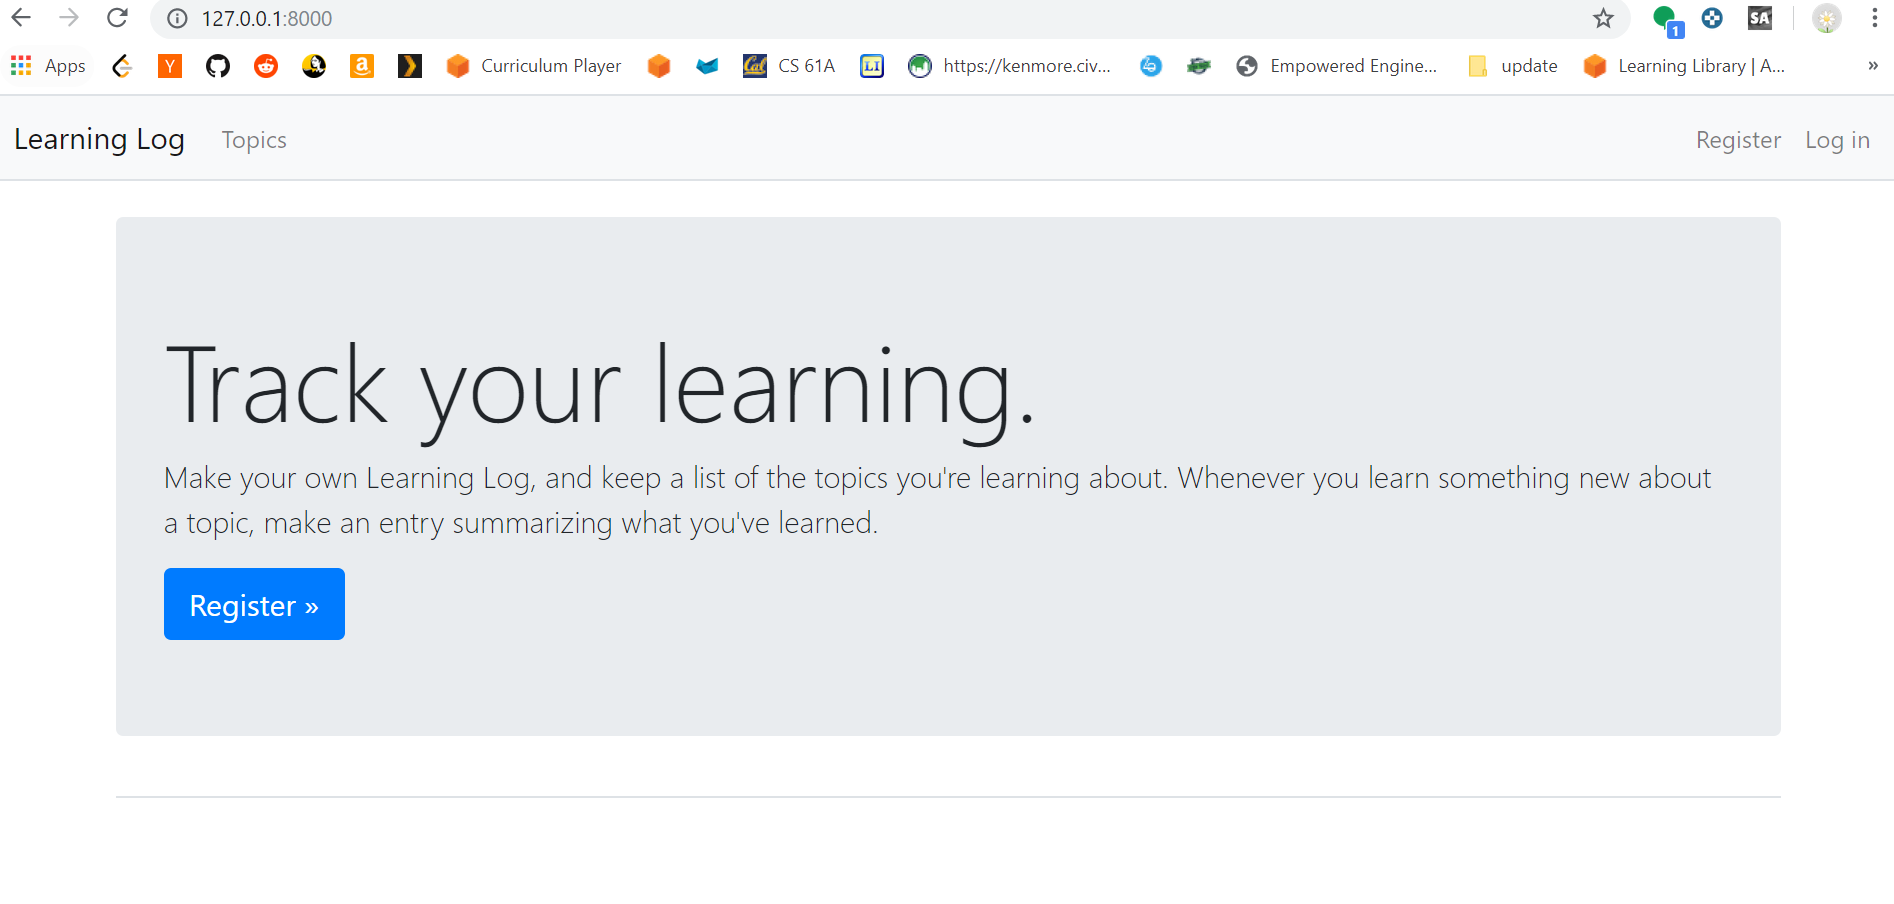 127.0.0.1:8000
1
SA
Apps
Y
a
Curriculum Player
Cal
CS 61A
LI
https://kenmore.civ...
Empowered Engine...
update
Learning Library | A...
»
Learning Log
Topics
Register
Log in
Track your learning.
Make your own Learning Log, and keep a list of the topics you're learning about. Whenever you learn something new about
a topic, make an entry summarizing what you've learned.
Register »